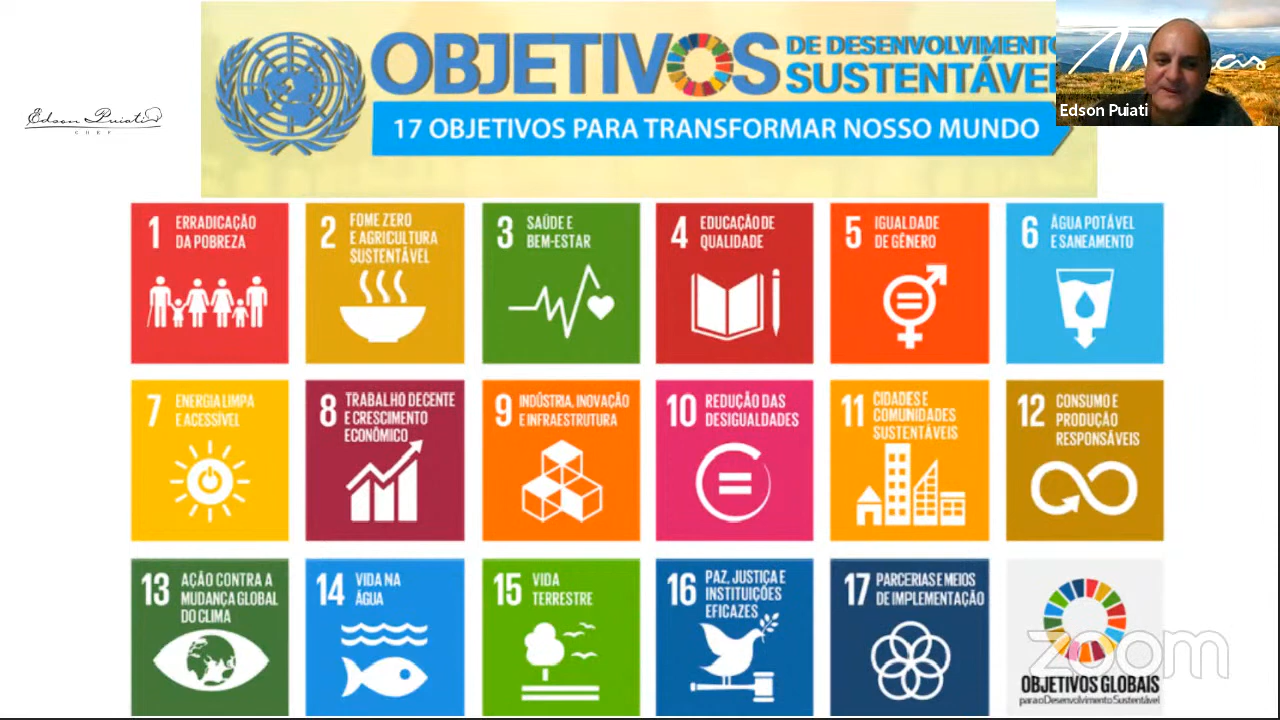 OBJETIVOS
DE DESENVOLVIMENTO
SUSTENTÁVEL
17 OBJETIVOS PARA TRANSFORMAR NOSSO MUNDO
Minas
Edson Puiati
Edson Puiati
CHEF
1 ERRADICAÇÃO
DA POBREZA
2 FOME ZERO
E AGRICULTURA
SUSTENTÁVEL
3 SAÚDE E
BEM-ESTAR
4 EDUCAÇÃO DE
QUALIDADE
5 IGUALDADE
DE GÊNERO
6 ÁGUA POTÁVEL
E SANEAMENTO
7 ENERGIA LIMPA
E ACESSÍVEL
8 TRABALHO DECENTE
E CRESCIMENTO
ECONÔMICO
9 INDÚSTRIA, INOVAÇÃO
E INFRAESTRUTURA
10 REDUÇÃO DAS
DESIGUALDADES
11 CIDADES E
COMUNIDADES
SUSTENTÁVEIS
12 CONSUMO E
PRODUÇÃO
RESPONSÁVEIS
13 AÇÃO CONTRA A
MUDANÇA GLOBAL
DO CLIMA
14 VIDA NA
ÁGUA
15 VIDA
TERRESTRE
16 PAZ, JUSTIÇA E
INSTITUIÇÕES
EFICAZES
17 PARCERIAS E MEIOS
DE IMPLEMENTAÇÃO
zoom
OBJETIVOS GLOBAIS
para o Desenvolvimento Sustentável